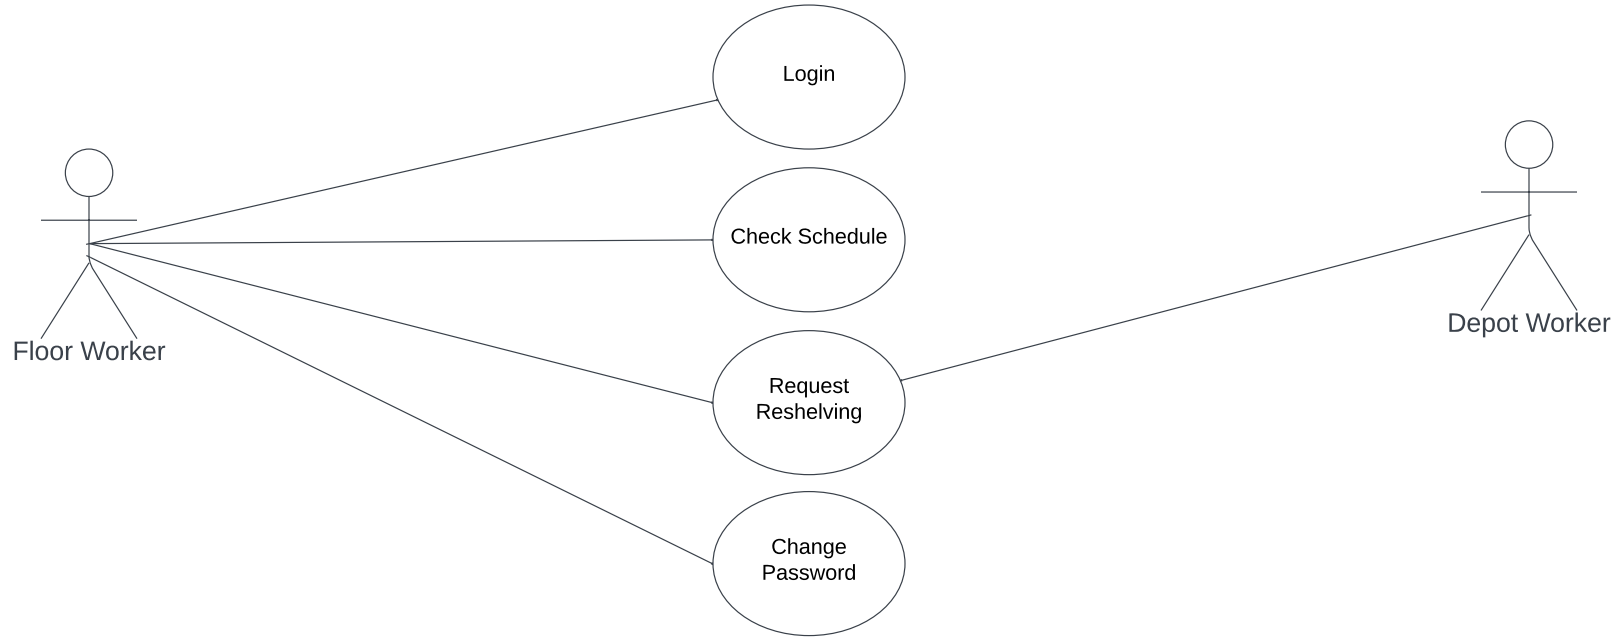 Login
Check Schedule
Floor Worker
Depot Worker
Request
Reshelving
Change
Password